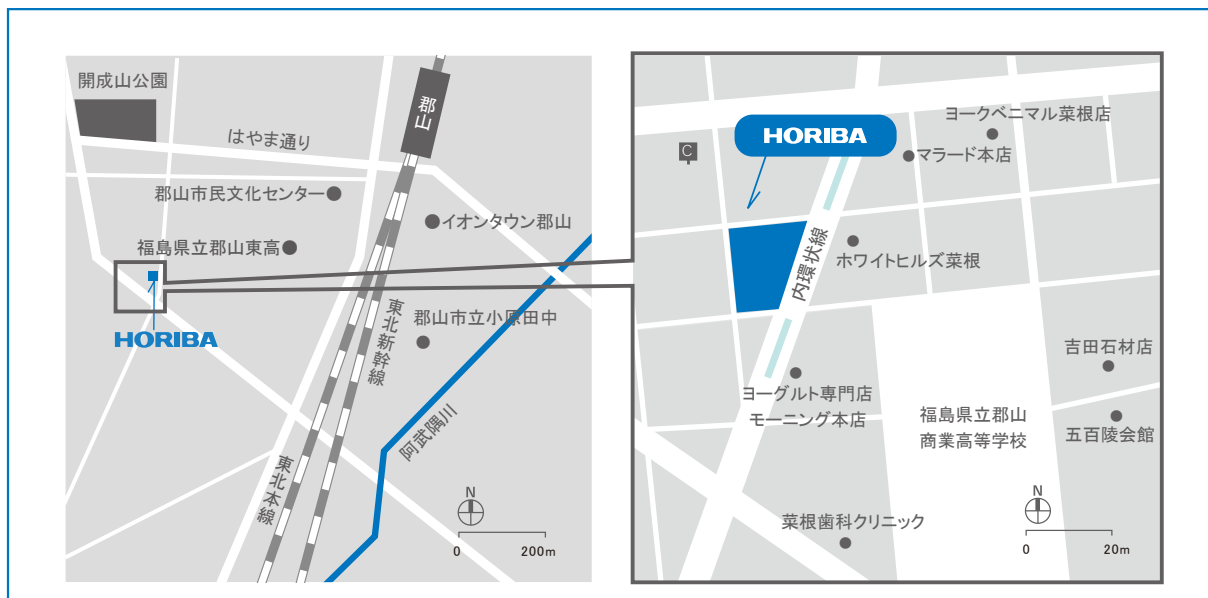 開成山公園
郡山
はやま通り
郡山市民文化センター
イオンタウン郡山
福島県立郡山東高
HORIBA
東北新幹線
郡山市立小原田中
阿武隈川
東北本線
N
0 200m
ヨークベニマル菜根店
HORIBA
C
マラード本店
内環状線
ホワイトヒルズ菜根
吉田石材店
ヨーグルト専門店
モーニング本店
福島県立郡山
商業高等学校
五百陵会館
菜根歯科クリニック
N
0 20m